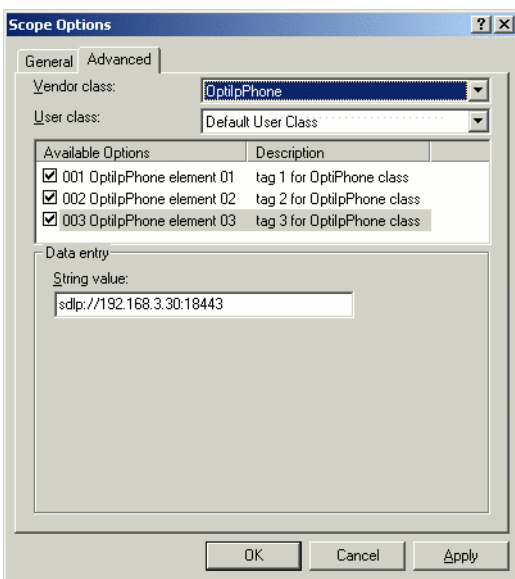 Scope Options
General Advanced
Vendor class: OptiIpPhone
User class: Default User Class
Available Options Description
001 OptiIpPhone element 01 tag 1 for OptiPhone class
002 OptiIpPhone element 02 tag 2 for OptiIpPhone class
003 OptiIpPhone element 03 tag 3 for OptiIpPhone class
Data entry
String value:
sdlp://192.168.3.30:18443
OK Cancel Apply